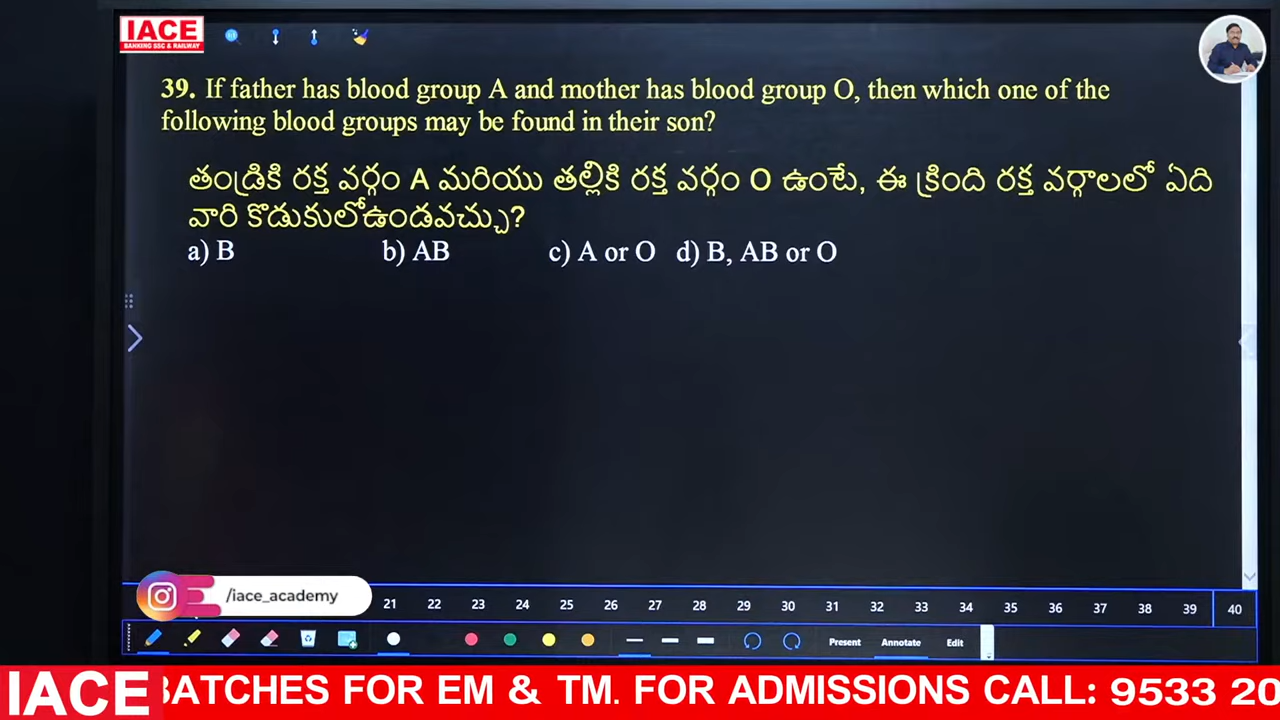 IACE
BANKING SSC & RAILWAY
39. If father has blood group A and mother has blood group O, then which one of the
following blood groups may be found in their son?
తండ్రికి రక్త వర్గం A మరియు తల్లికి రక్త వర్గం O ఉంటే, ఈ క్రింది రక్త వర్గాలలో ఏది
వారి కొడుకులోఉండవచ్చు?
a) B b) AB c) A or O d) B, AB or O
/iace_academy 21 22 23 24 25 26 27 28 29 30 31 32 33 34 35 36 37 38 39 40
Present Annotate Edit
IACE BATCHES FOR EM & TM. FOR ADMISSIONS CALL: 9533 20